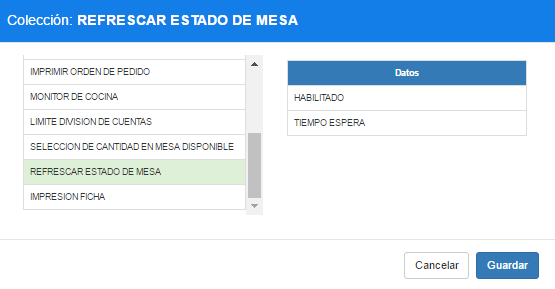 Colección: REFRESCAR ESTADO DE MESA
IMPRIMIR ORDEN DE PEDIDO
MONITOR DE COCINA
LIMITE DIVISION DE CUENTAS
SELECCION DE CANTIDAD EN MESA DISPONIBLE
REFRESCAR ESTADO DE MESA
IMPRESION FICHA
Datos
HABILITADO
TIEMPO ESPERA
Cancelar
Guardar